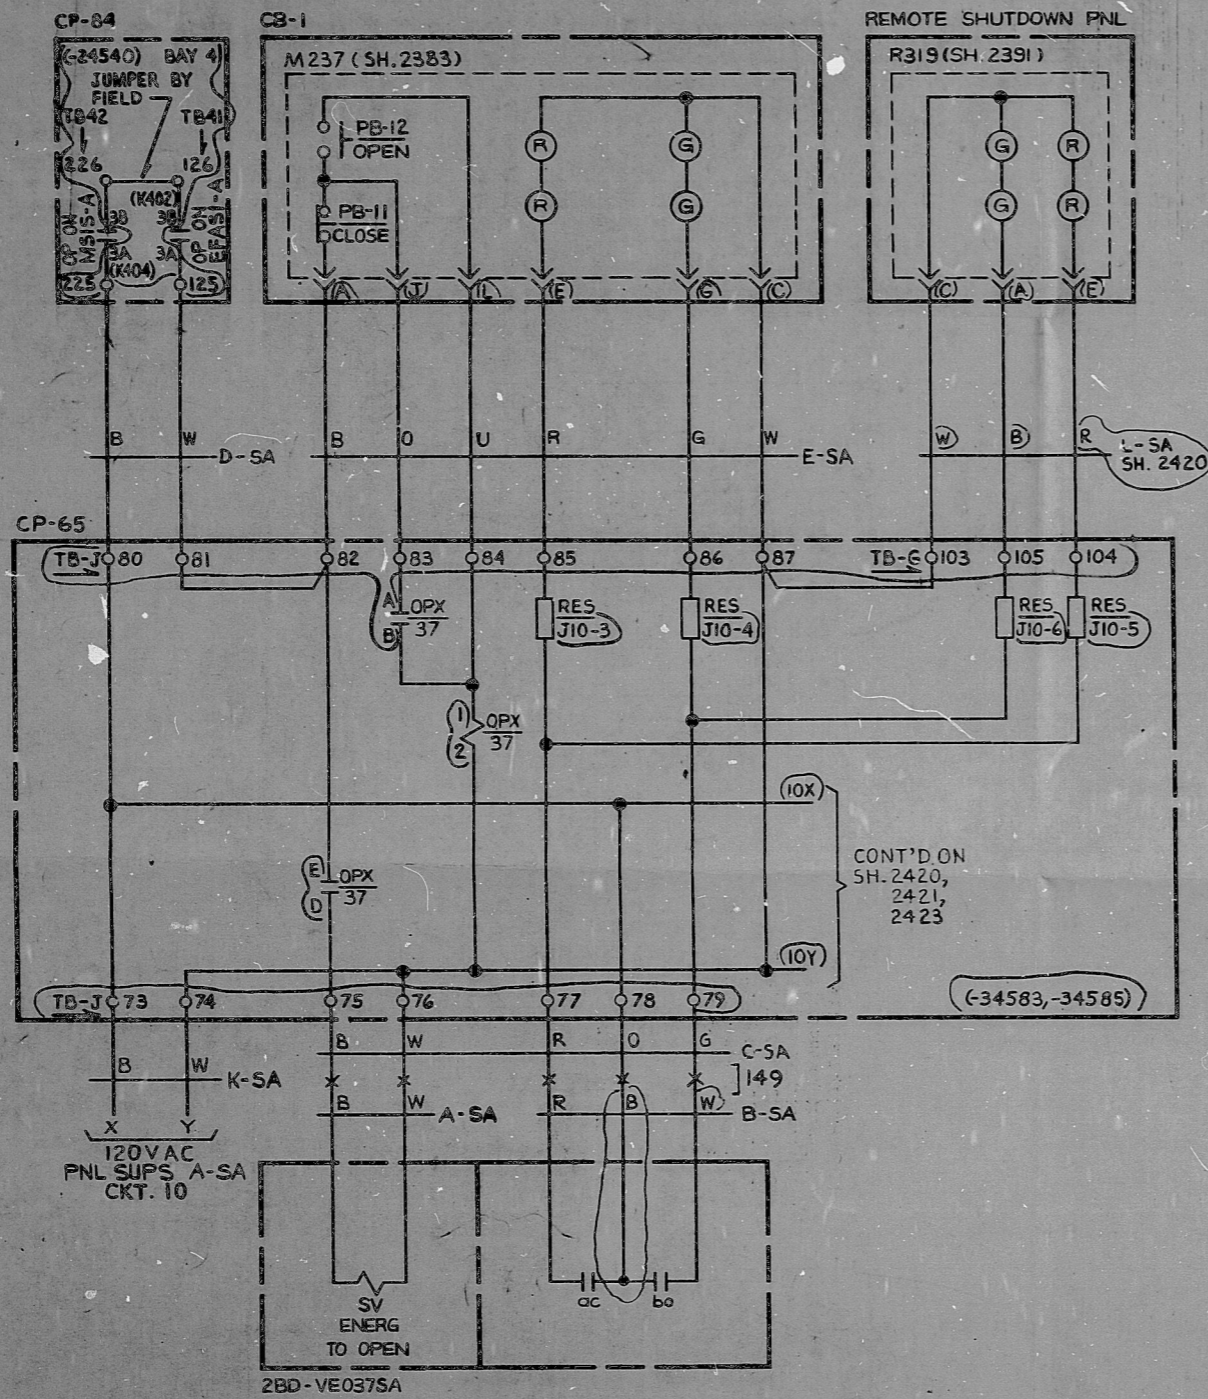 CP-84
CB-1
REMOTE SHUTDOWN PNL
(-24540) BAY 4
M237 (SH. 2383)
R319 (SH. 2391)
JUMPER BY
FIELD
TB42
TB41
PB-12
OPEN
R
G
G
R
226
126
(K402)
PB-11
CLOSE
R
G
G
R
3B
3B
OP ON
MSIS-A
OP ON
EFASI-A
3A
3A
(K404)
225
125
(A)
(J)
(L)
(E)
(G)
(C)
(C)
(A)
(E)
B
W
D-SA
B
O
U
R
G
W
E-SA
W
B
R
L-SA
SH. 2420
CP-65
TB-J
80
81
82
83
84
85
86
87
TB-G
103
105
104
A
B
OPX
37
RES
J10-3
RES
J10-4
RES
J10-6
RES
J10-5
1
2
OPX
37
(10X)
E
D
OPX
37
CONT'D ON
SH. 2420,
2421,
2423
(10Y)
TB-J
73
74
75
76
77
78
79
(-34583,-34585)
B
W
K-SA
B
W
R
O
G
C-SA
149
B
W
A-SA
R
B
W
B-SA
X
Y
120VAC
PNL SUPS A-SA
CKT. 10
SV
ENERG
TO OPEN
ac
bo
2BD-VE037SA